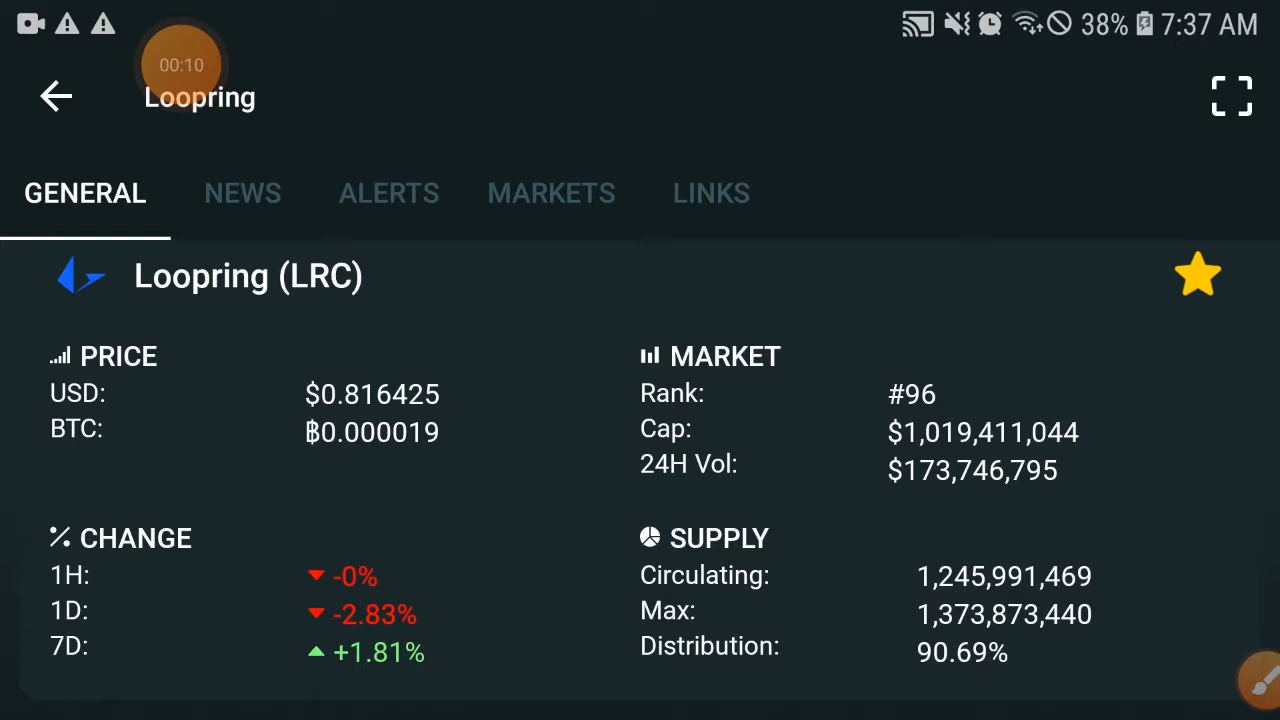 38% 7:37 AM
00:10
Loopring
GENERAL NEWS ALERTS MARKETS LINKS
Loopring (LRC)
PRICE
USD: $0.816425
BTC: ฿0.000019
MARKET
Rank: #96
Cap: $1,019,411,044
24H Vol: $173,746,795
CHANGE
1H: -0%
1D: -2.83%
7D: +1.81%
SUPPLY
Circulating: 1,245,991,469
Max: 1,373,873,440
Distribution: 90.69%